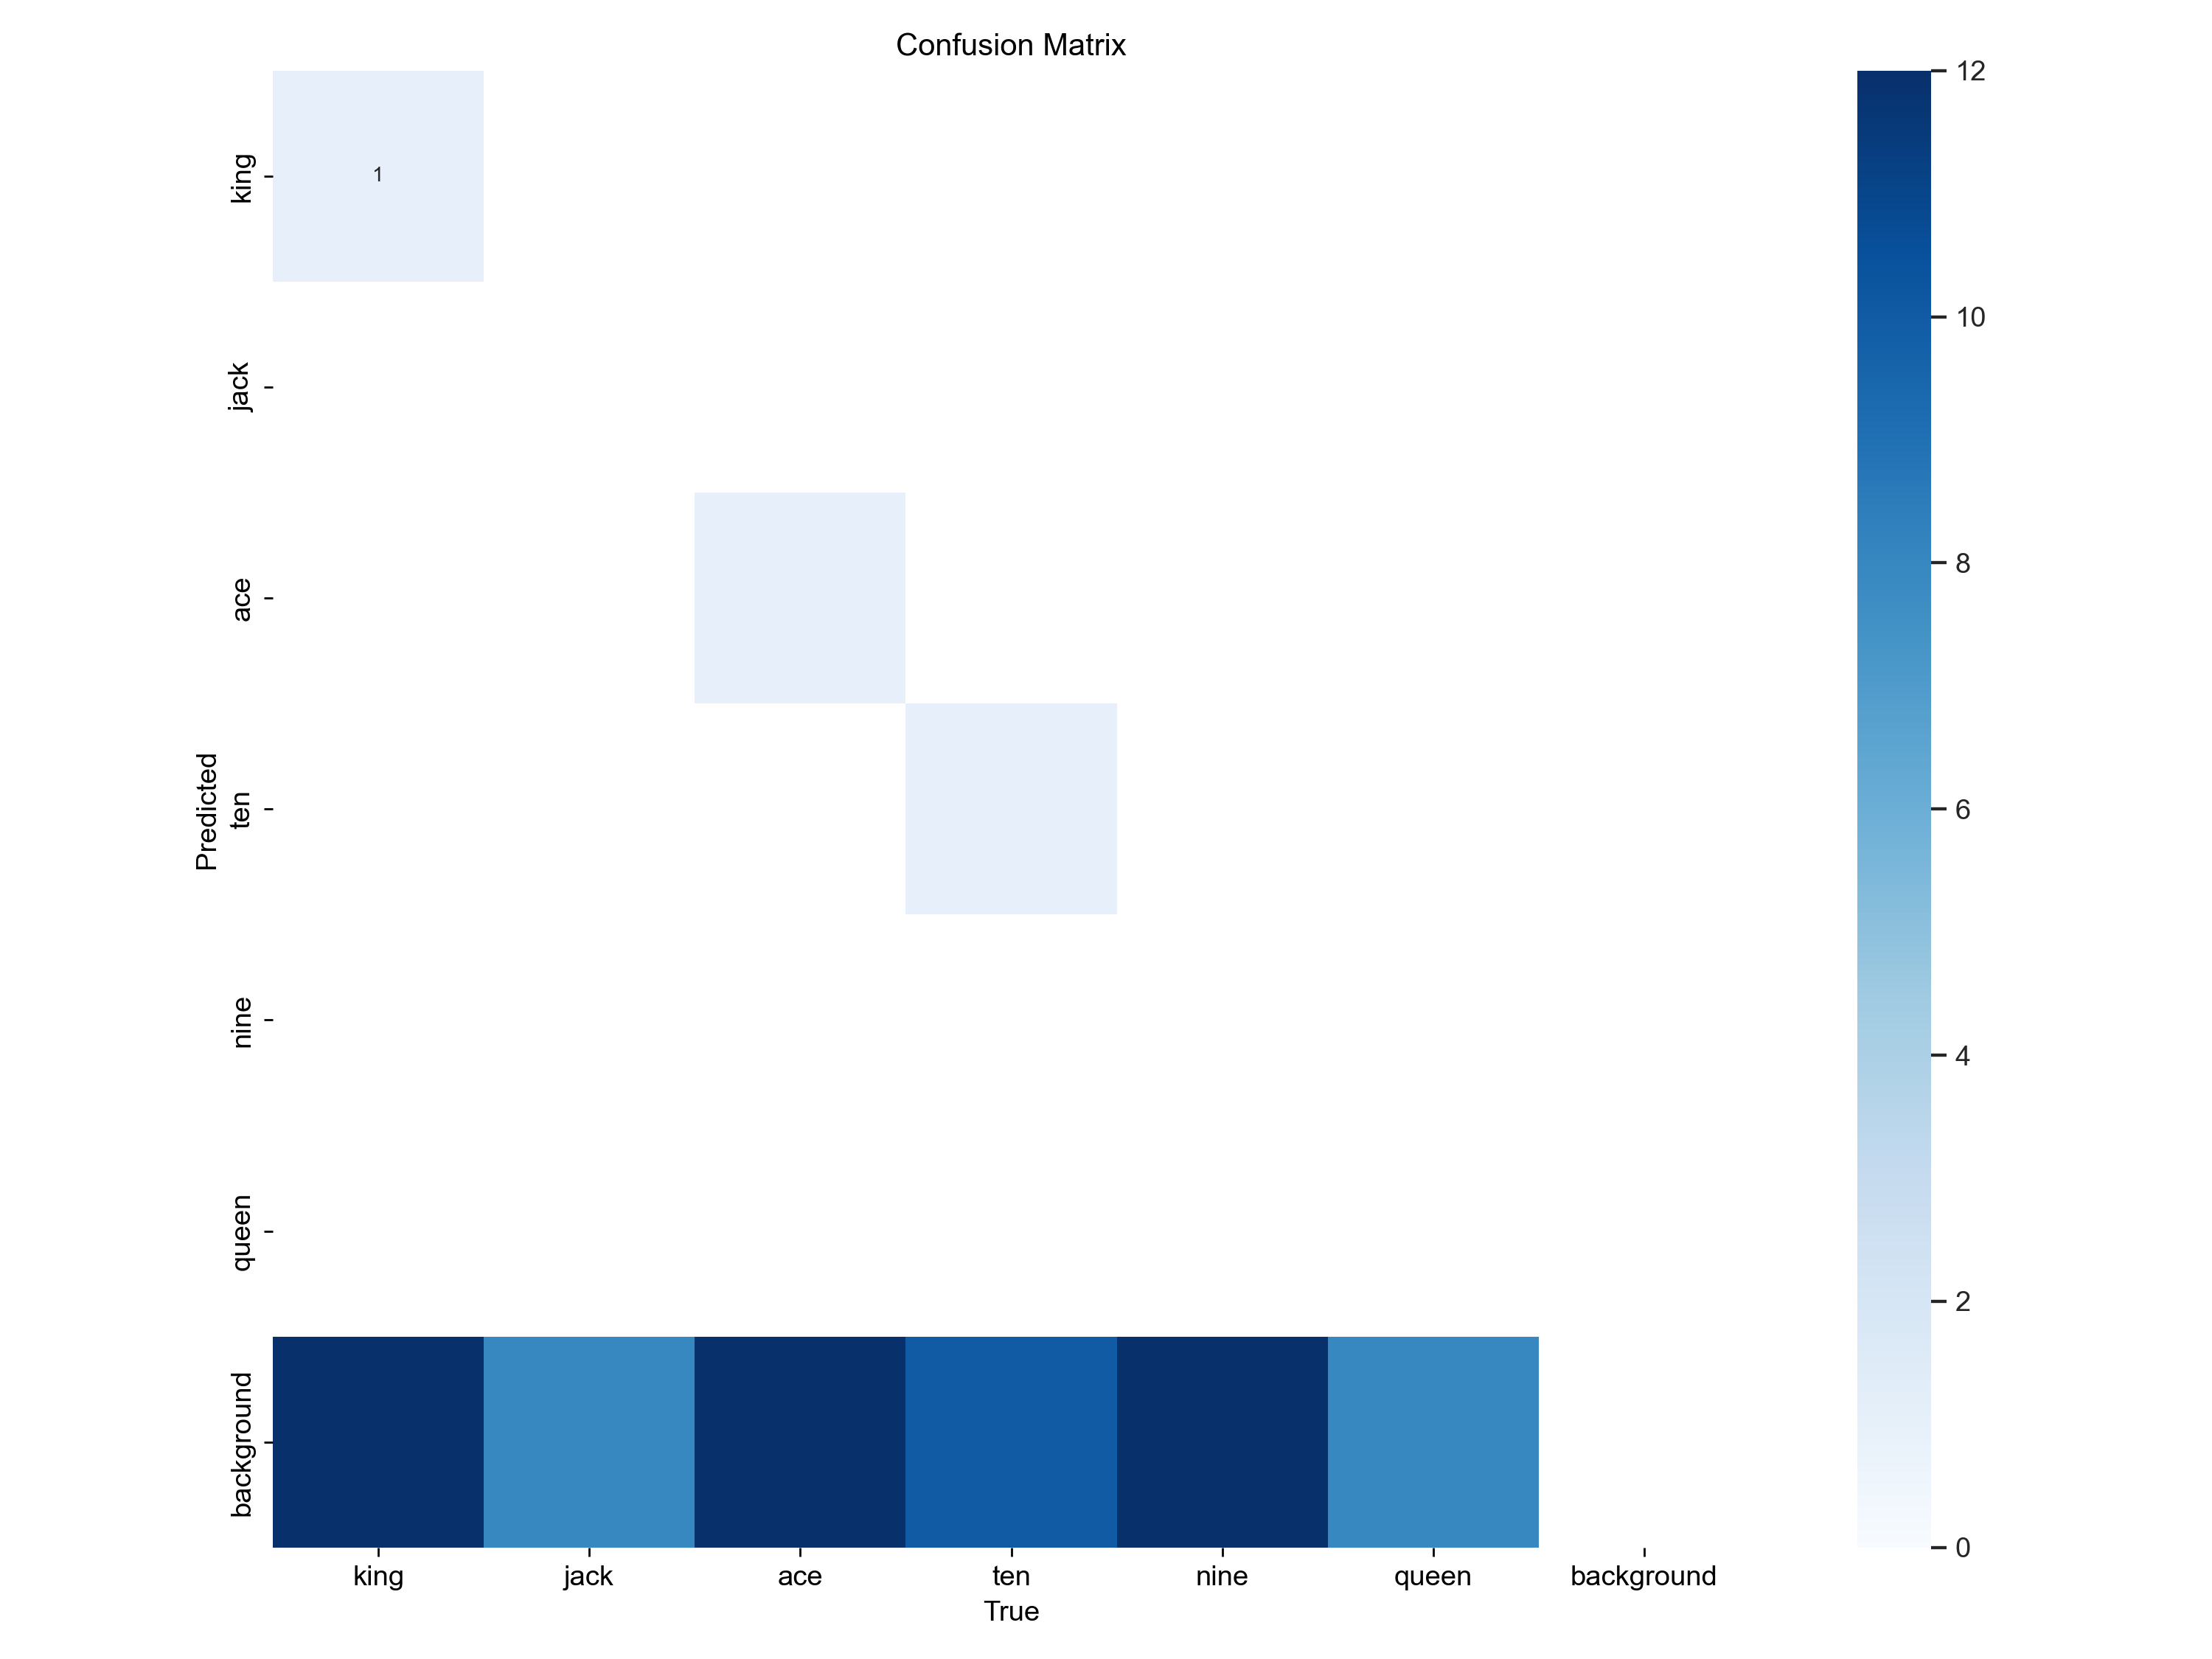 Confusion Matrix
king
1
jack
ace
ten
nine
queen
background
Predicted
king jack ace ten nine queen background
True
12
10
8
6
4
2
0